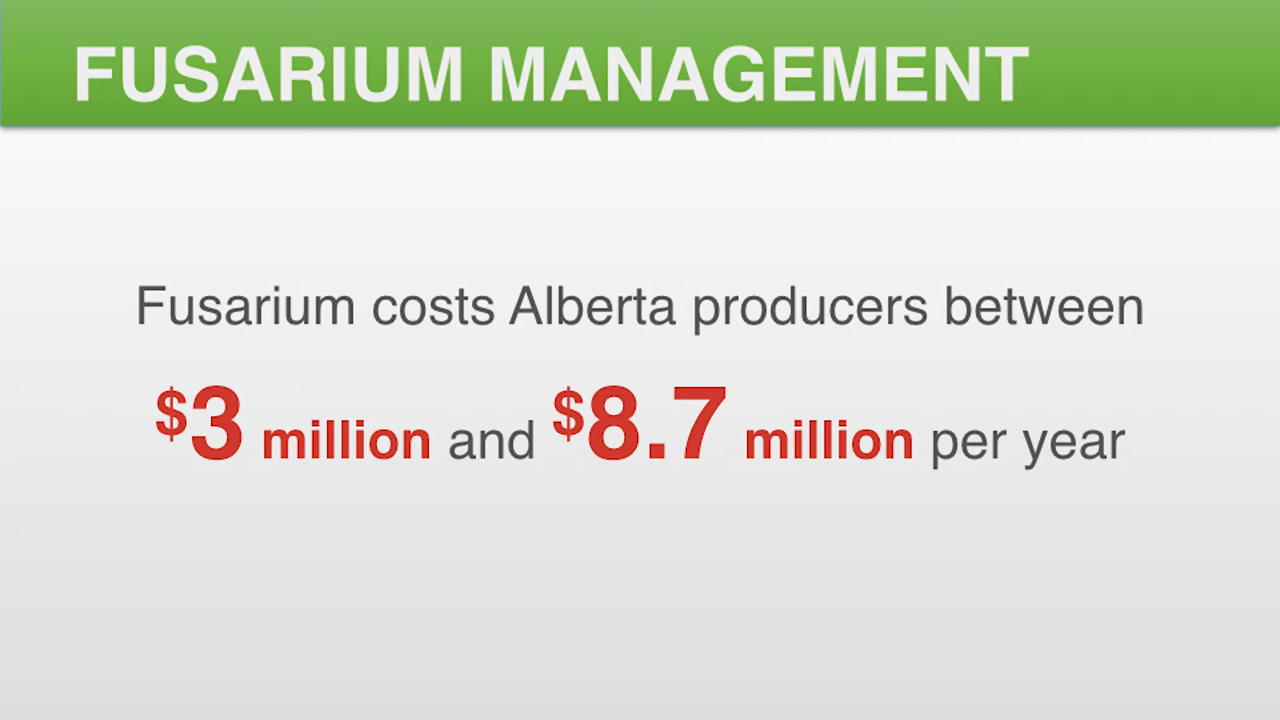 FUSARIUM MANAGEMENT
Fusarium costs Alberta producers between
$3 million and $8.7 million per year